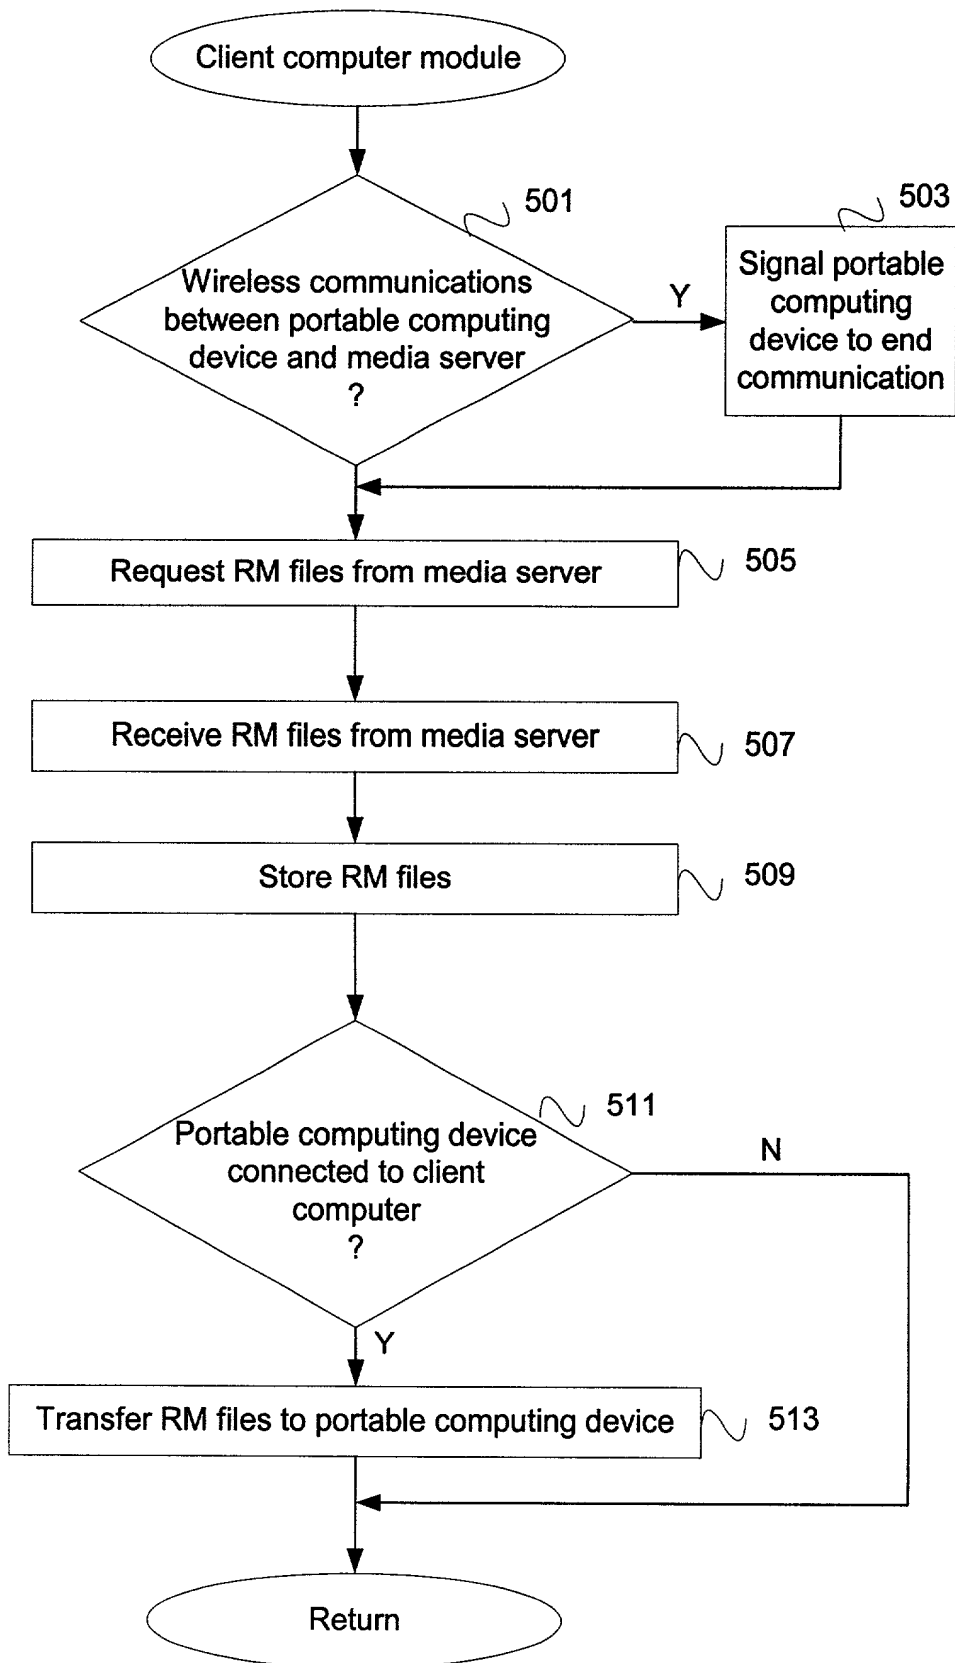 Client computer module
501
503
Wireless communications
between portable computing
device and media server
?
Y
Signal portable
computing
device to end
communication
Request RM files from media server
505
Receive RM files from media server
507
Store RM files
509
511
Portable computing device
connected to client
computer
?
N
Y
Transfer RM files to portable computing device
513
Return